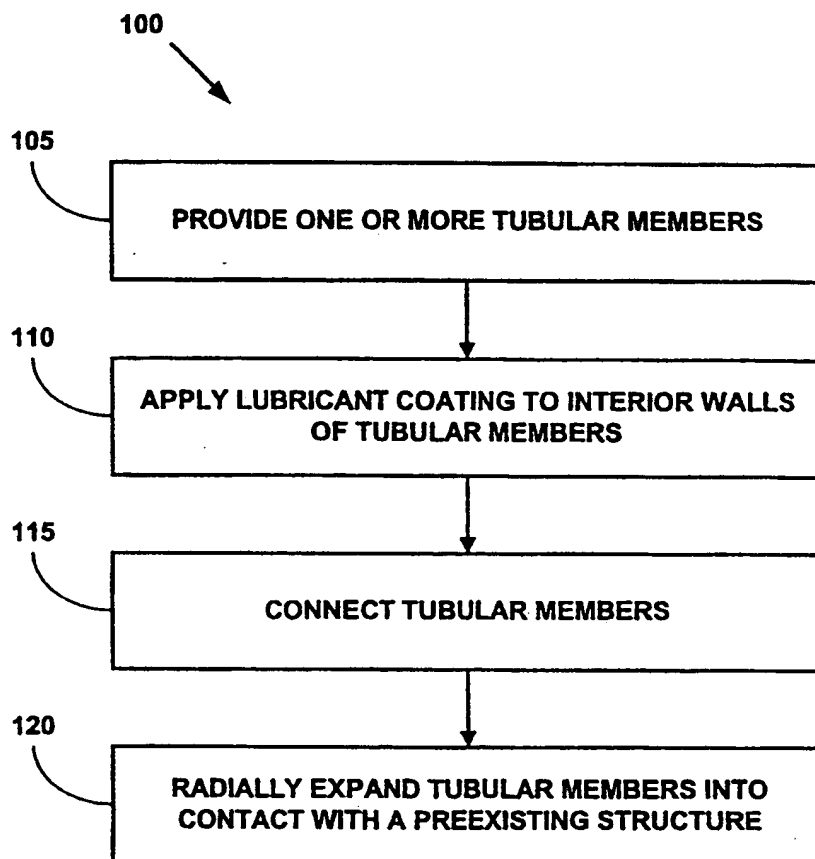 100
105
PROVIDE ONE OR MORE TUBULAR MEMBERS
110
APPLY LUBRICANT COATING TO INTERIOR WALLS
OF TUBULAR MEMBERS
115
CONNECT TUBULAR MEMBERS
120
RADIALLY EXPAND TUBULAR MEMBERS INTO
CONTACT WITH A PREEXISTING STRUCTURE